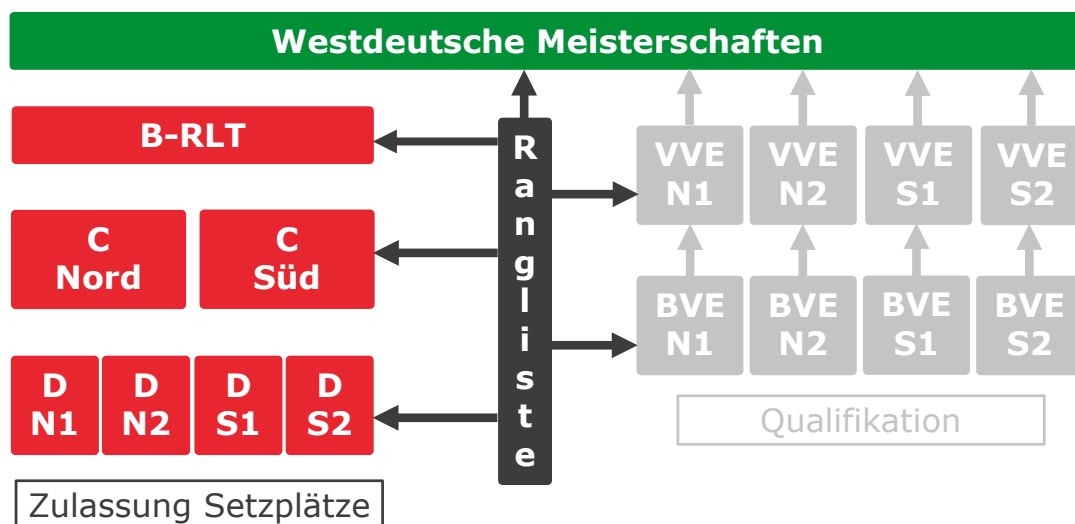 Westdeutsche Meisterschaften
B-RLT
C
Nord
C
Süd
D
N1
D
N2
D
S1
D
S2
Zulassung Setzplätze
Rangliste
VVE
N1
VVE
N2
VVE
S1
VVE
S2
BVE
N1
BVE
N2
BVE
S1
BVE
S2
Qualifikation